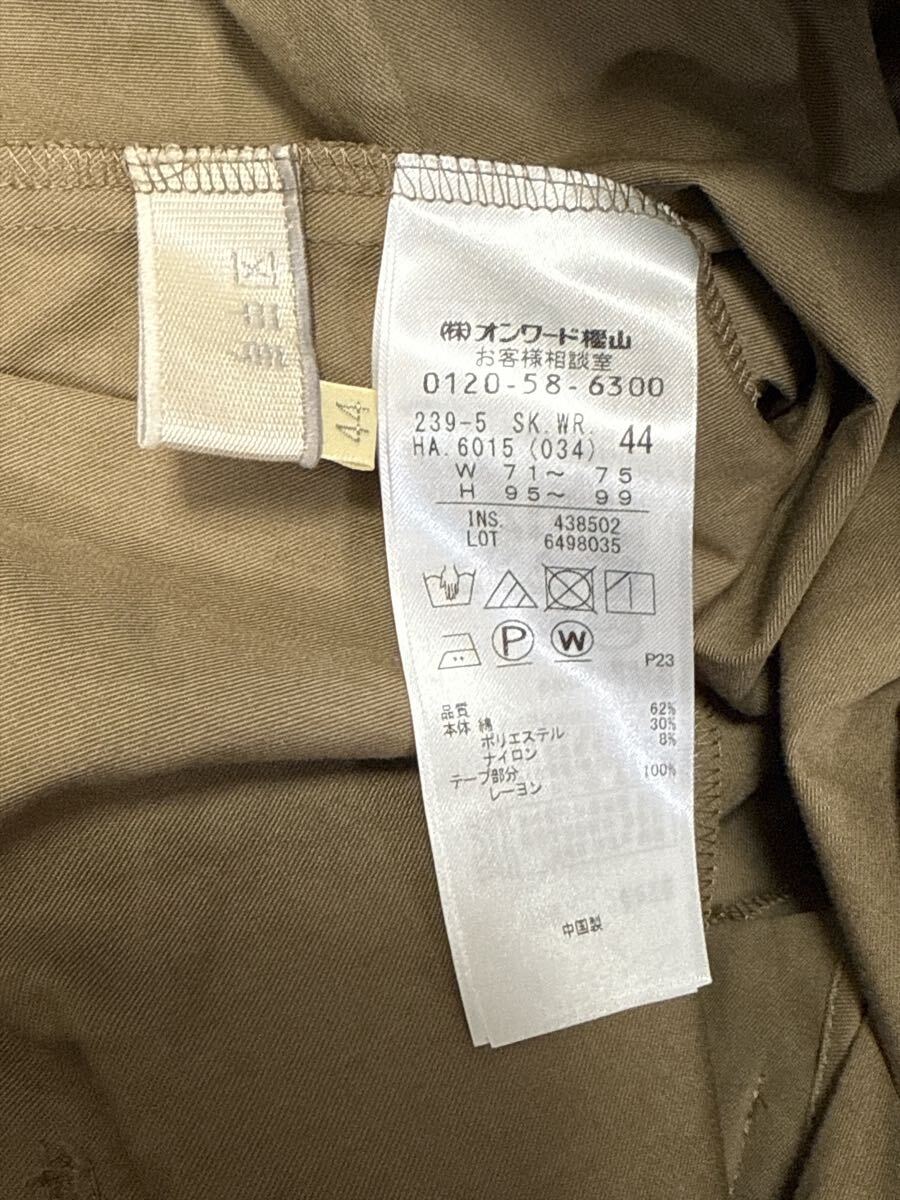 44
㈱オンワード樫山
お客様相談室
0120-58-6300
239-5 SK.WR.
HA.6015 (034) 44
W 71～ 75
H 95～ 99
INS. 438502
LOT 6498035
P
W
P23
品質
本体 綿 62%
ポリエステル 30%
ナイロン 8%
テープ部分
レーヨン 100%
中国製